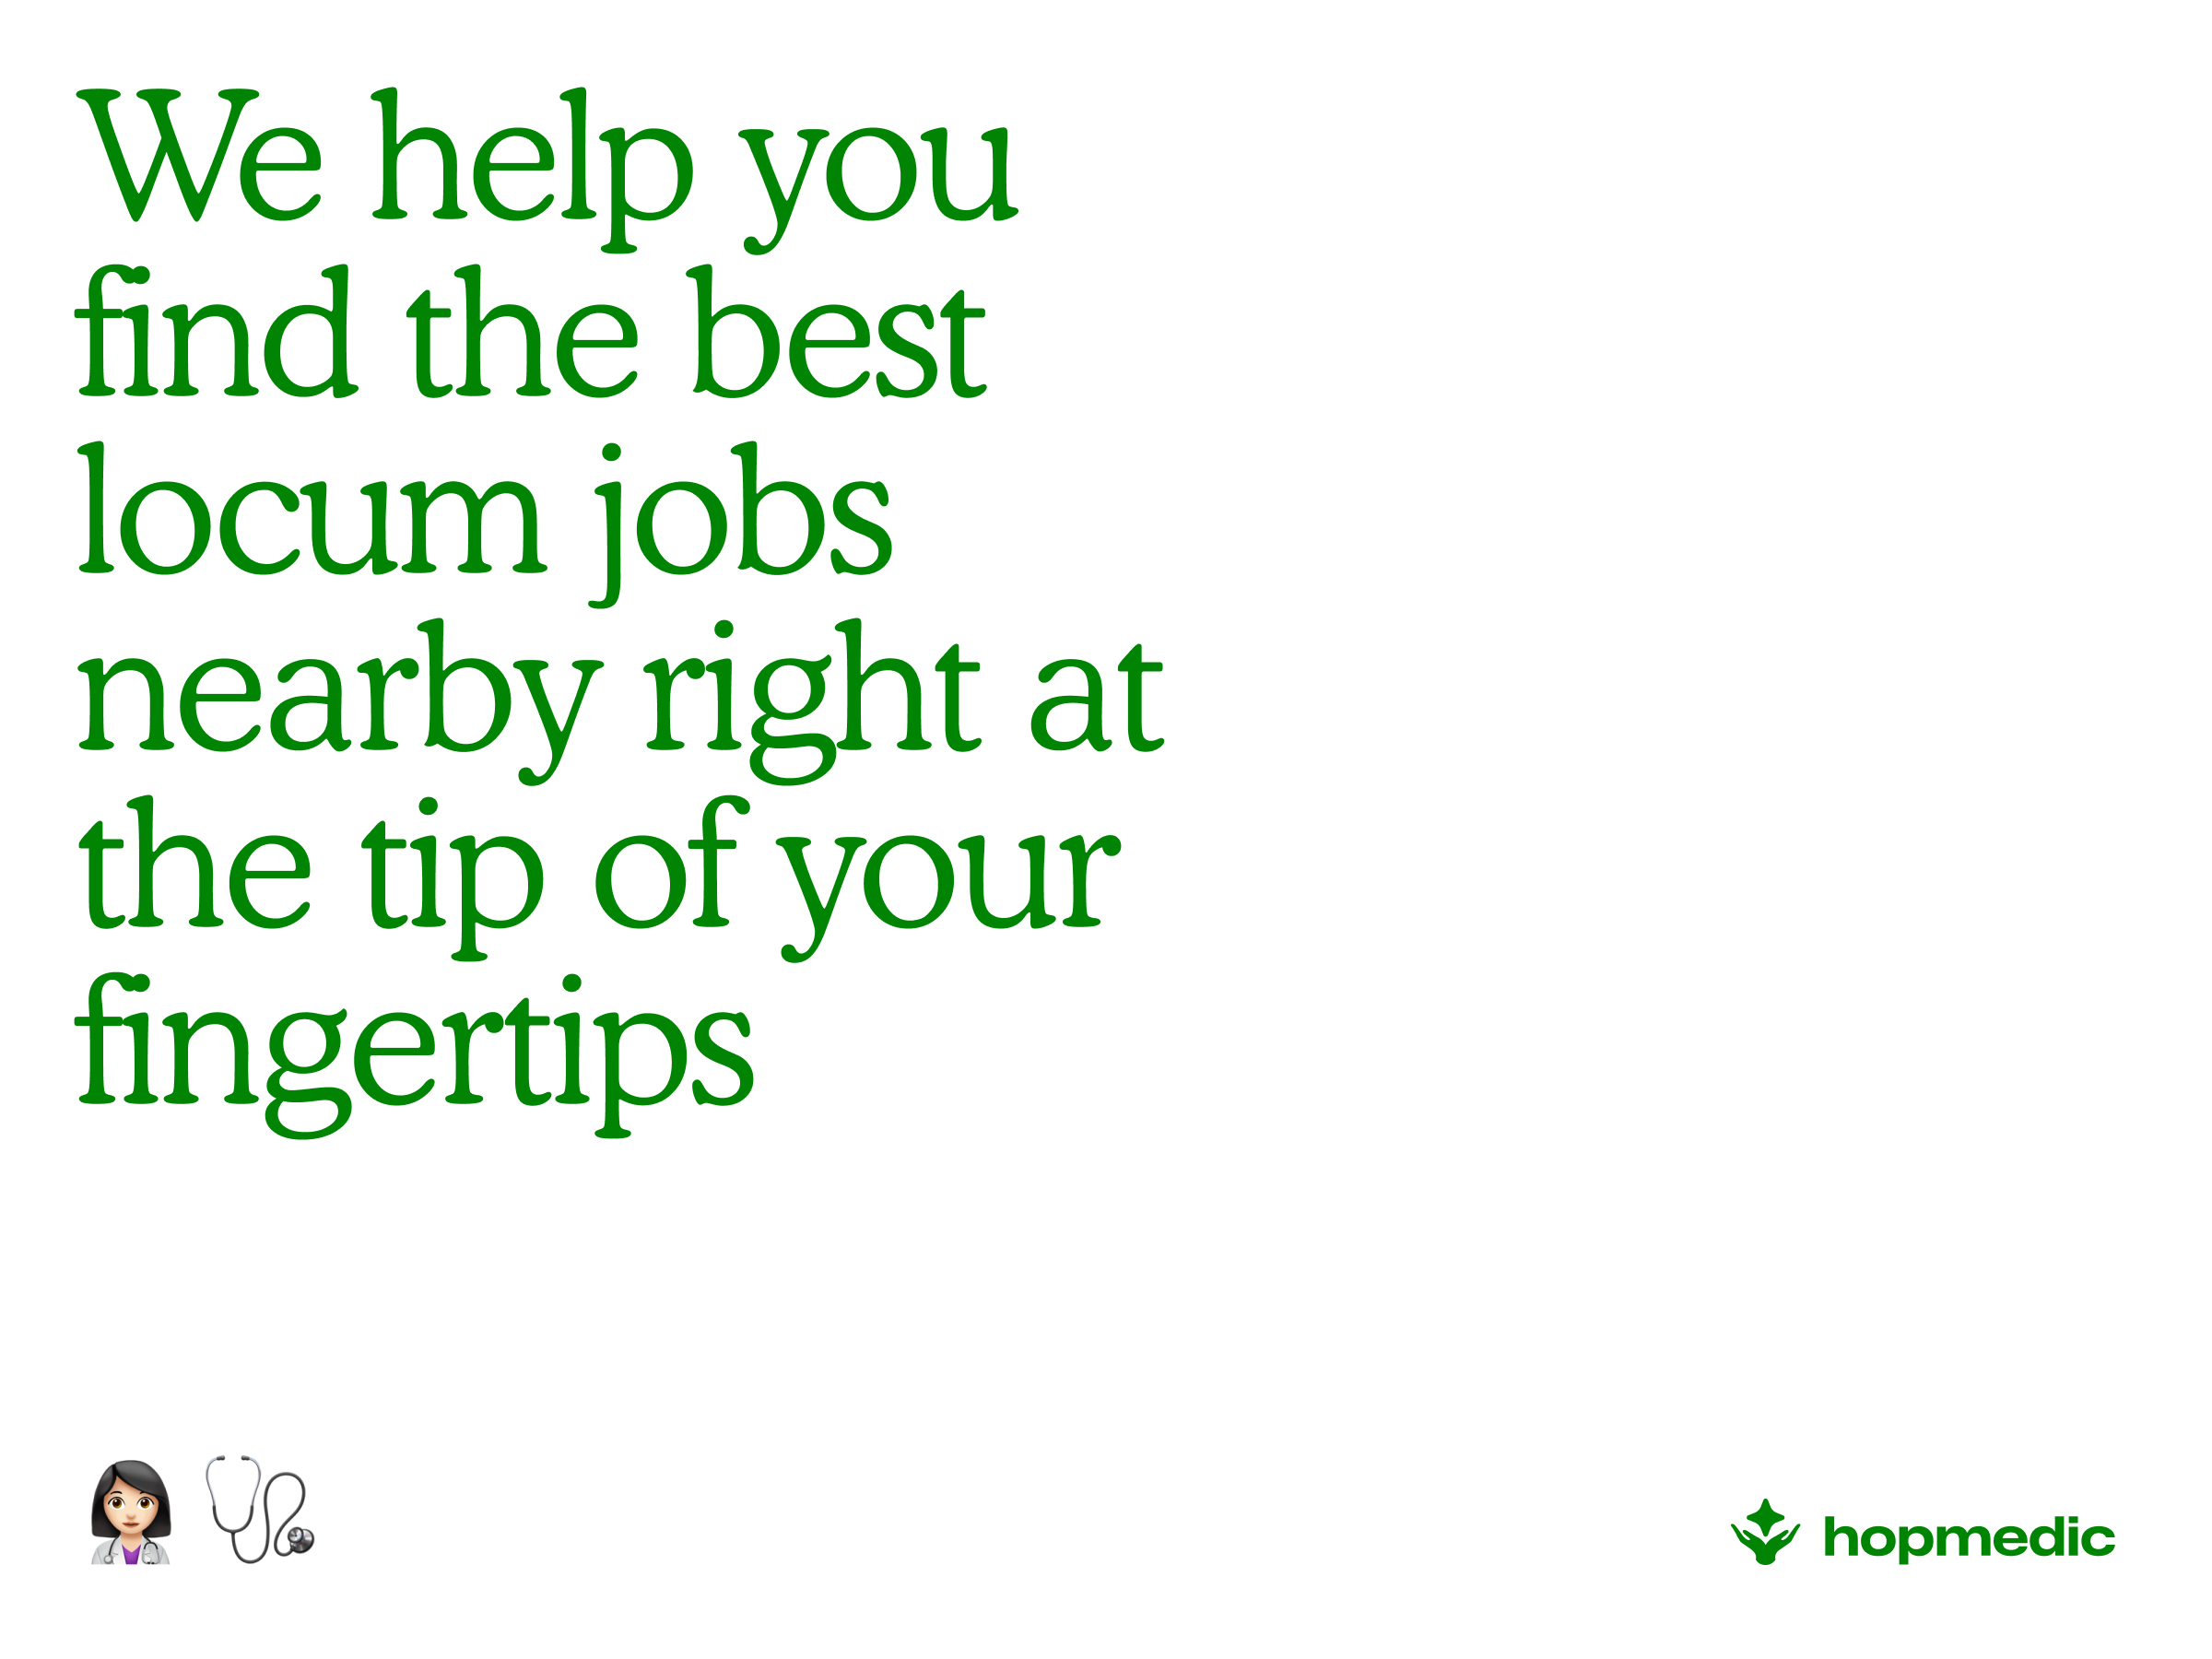 We help you
find the best
locum jobs
nearby right at
the tip of your
fingertips
hopmedic